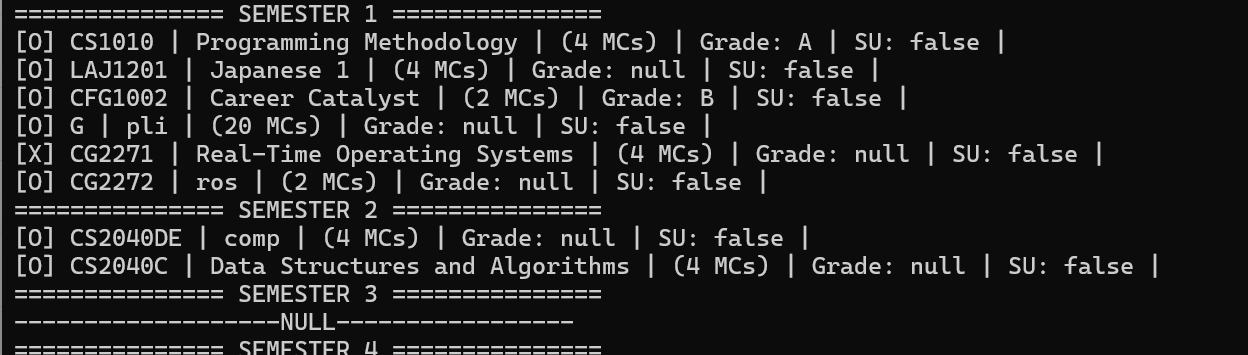 =============== SEMESTER 1 ===============
[O] CS1010 | Programming Methodology | (4 MCs) | Grade: A | SU: false |
[O] LAJ1201 | Japanese 1 | (4 MCs) | Grade: null | SU: false |
[O] CFG1002 | Career Catalyst | (2 MCs) | Grade: B | SU: false |
[O] G | pli | (20 MCs) | Grade: null | SU: false |
[X] CG2271 | Real-Time Operating Systems | (4 MCs) | Grade: null | SU: false |
[O] CG2272 | ros | (2 MCs) | Grade: null | SU: false |
=============== SEMESTER 2 ===============
[O] CS2040DE | comp | (4 MCs) | Grade: null | SU: false |
[O] CS2040C | Data Structures and Algorithms | (4 MCs) | Grade: null | SU: false |
=============== SEMESTER 3 ===============
-------------------NULL-----------------
=============== SEMESTER 4 ===============